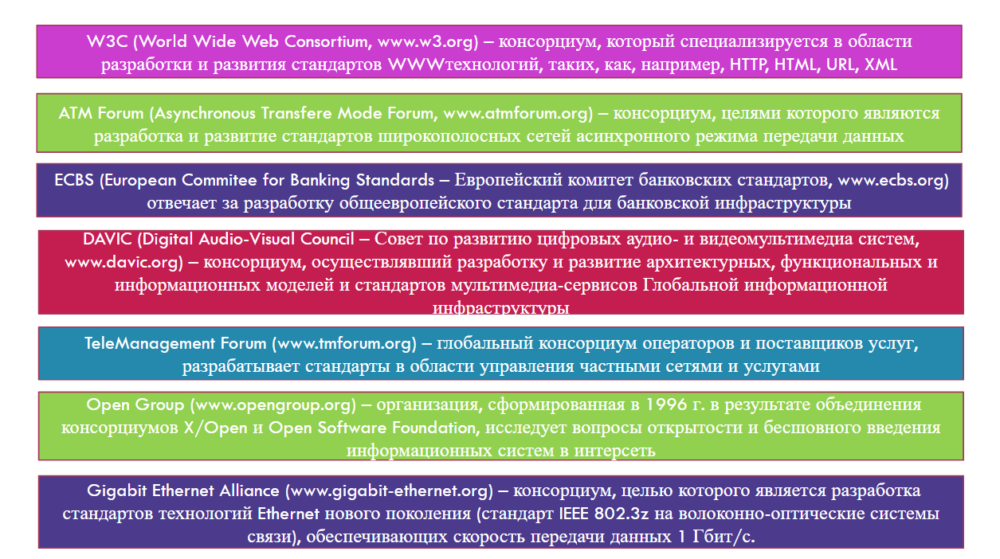 W3C (World Wide Web Consortium, www.w3.org) – консорциум, который специализируется в области
разработки и развития стандартов WWWтехнологий, таких, как, например, HTTP, HTML, URL, XML
ATM Forum (Asynchronous Transfere Mode Forum, www.atmforum.org) – консорциум, целями которого являются
разработка и развитие стандартов широкополосных сетей асинхронного режима передачи данных
ECBS (European Commitee for Banking Standards – Европейский комитет банковских стандартов, www.ecbs.org)
отвечает за разработку общеевропейского стандарта для банковской инфраструктуры
DAVIC (Digital Audio-Visual Council – Совет по развитию цифровых аудио- и видеомультимедиа систем,
www.davic.org) – консорциум, осуществлявший разработку и развитие архитектурных, функциональных и
информационных моделей и стандартов мультимедиа-сервисов Глобальной информационной
инфраструктуры
TeleManagement Forum (www.tmforum.org) – глобальный консорциум операторов и поставщиков услуг,
разрабатывает стандарты в области управления частными сетями и услугами
Open Group (www.opengroup.org) – организация, сформированная в 1996 г. в результате объединения
консорциумов X/Open и Open Software Foundation, исследует вопросы открытости и бесшовного введения
информационных систем в интерсеть
Gigabit Ethernet Alliance (www.gigabit-ethernet.org) – консорциум, целью которого является разработка
стандартов технологий Ethernet нового поколения (стандарт IEEE 802.3z на волоконно-оптические системы
связи), обеспечивающих скорость передачи данных 1 Гбит/с.